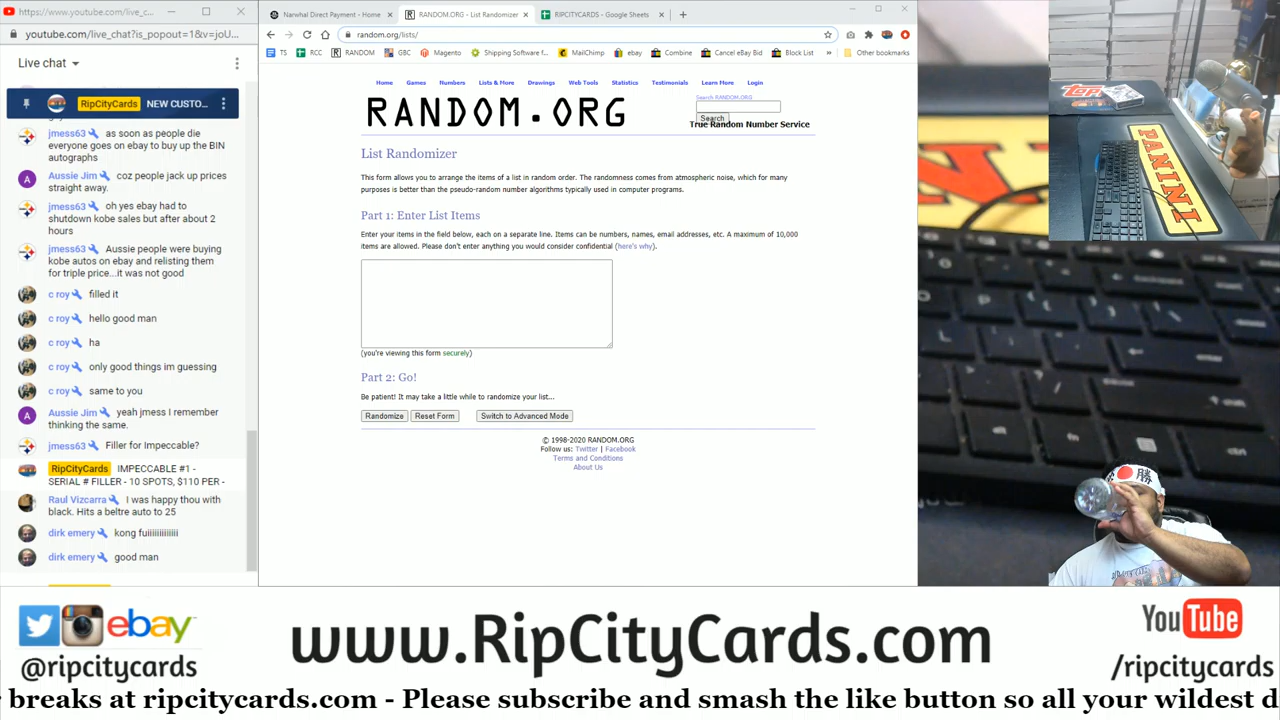 https://www.youtube.com/live_c...
youtube.com/live_chat?is_popout=1&v=joU...
Live chat
RipCityCards NEW CUSTO...
jmess63 as soon as people die
everyone goes on ebay to buy up the BIN
autographs
Aussie Jim coz people jack up prices
straight away.
jmess63 oh yes ebay had to
shutdown kobe sales but after about 2
hours
jmess63 Aussie people were buying
kobe autos on ebay and relisting them
for triple price...it was not good
c roy filled it
c roy hello good man
c roy ha
c roy only good things im guessing
c roy same to you
A Aussie Jim yeah jmess I remember
thinking the same.
jmess63 Filler for Impeccable?
RipCityCards IMPECCABLE #1 -
SERIAL # FILLER - 10 SPOTS, $110 PER -
Raul Vizcarra I was happy thou with
black. Hits a beltre auto to 25
dirk emery kong fuiiiiiiiiiiiii
dirk emery good man
Narwhal Direct Payment - Home
RANDOM.ORG - List Randomizer
RIPCITYCARDS - Google Sheets
random.org/lists/
TS RCC RANDOM GBC Magento Shipping Software f... MailChimp ebay Combine Cancel eBay Bid Block List » Other bookmarks
Home Games Numbers Lists & More Drawings Web Tools Statistics Testimonials Learn More Login
RANDOM.ORG
Search RANDOM.ORG
Search
True Random Number Service
List Randomizer
This form allows you to arrange the items of a list in random order. The randomness comes from atmospheric noise, which for many
purposes is better than the pseudo-random number algorithms typically used in computer programs.
Part 1: Enter List Items
Enter your items in the field below, each on a separate line. Items can be numbers, names, email addresses, etc. A maximum of 10,000
items are allowed. Please don't enter anything you would consider confidential (here's why).
(you're viewing this form securely)
Part 2: Go!
Be patient! It may take a little while to randomize your list...
Randomize Reset Form Switch to Advanced Mode
© 1998-2020 RANDOM.ORG
Follow us: Twitter | Facebook
Terms and Conditions
About Us
PANINI
勝
ebay
@ripcitycards
www.RipCityCards.com
YouTube
/ripcitycards
breaks at ripcitycards.com - Please subscribe and smash the like button so all your wildest d